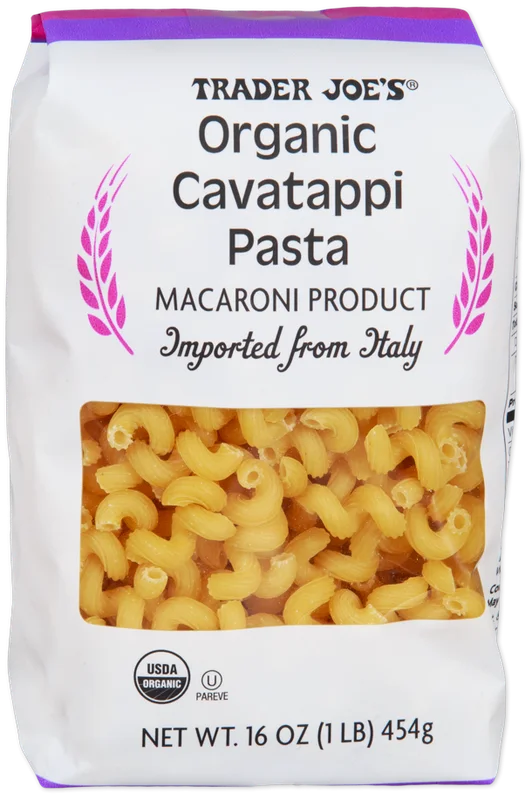 TRADER JOE'S®
Organic
Cavatappi
Pasta
MACARONI PRODUCT
Imported from Italy
USDA
ORGANIC
U
PAREVE
NET WT. 16 OZ (1 LB) 454g